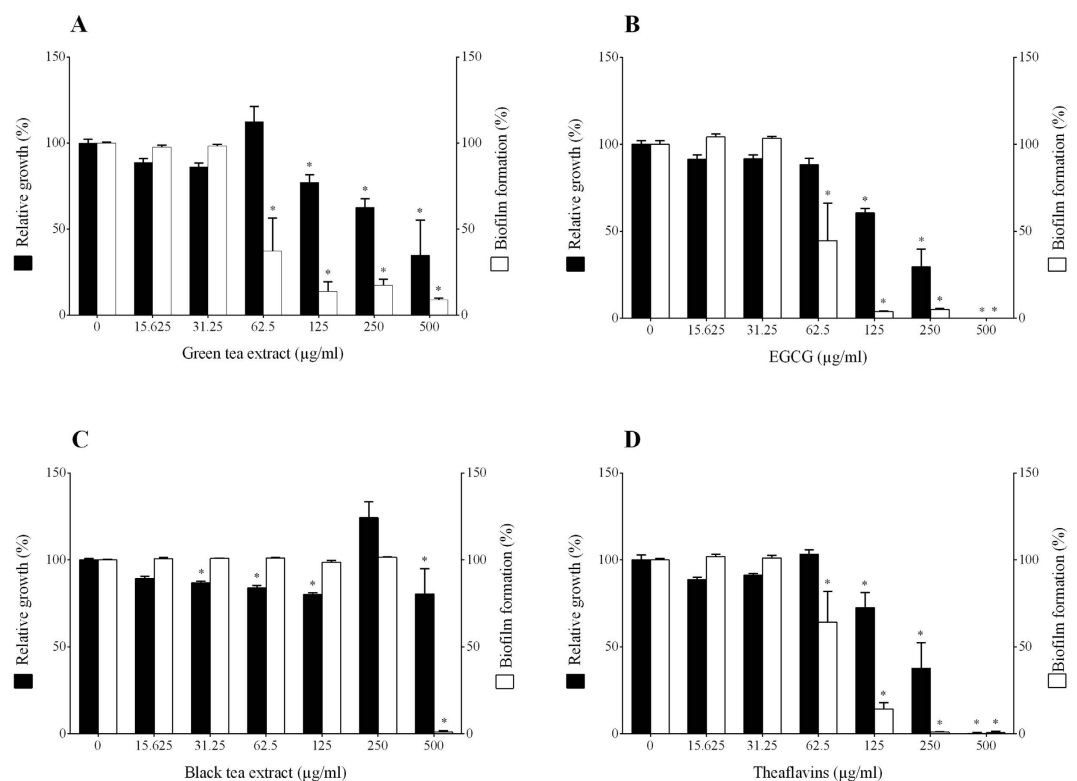 A
150
100
50
0
Relative growth (%)
150
100
50
0
Biofilm formation (%)
* * * * * * *
0 15.625 31.25 62.5 125 250 500
Green tea extract (µg/ml)
B
150
100
50
0
Relative growth (%)
150
100
50
0
Biofilm formation (%)
* * * * * * *
0 15.625 31.25 62.5 125 250 500
EGCG (µg/ml)
C
150
100
50
0
Relative growth (%)
150
100
50
0
Biofilm formation (%)
* * * * *
0 15.625 31.25 62.5 125 250 500
Black tea extract (µg/ml)
D
150
100
50
0
Relative growth (%)
150
100
50
0
Biofilm formation (%)
* * * * * * *
0 15.625 31.25 62.5 125 250 500
Theaflavins (µg/ml)